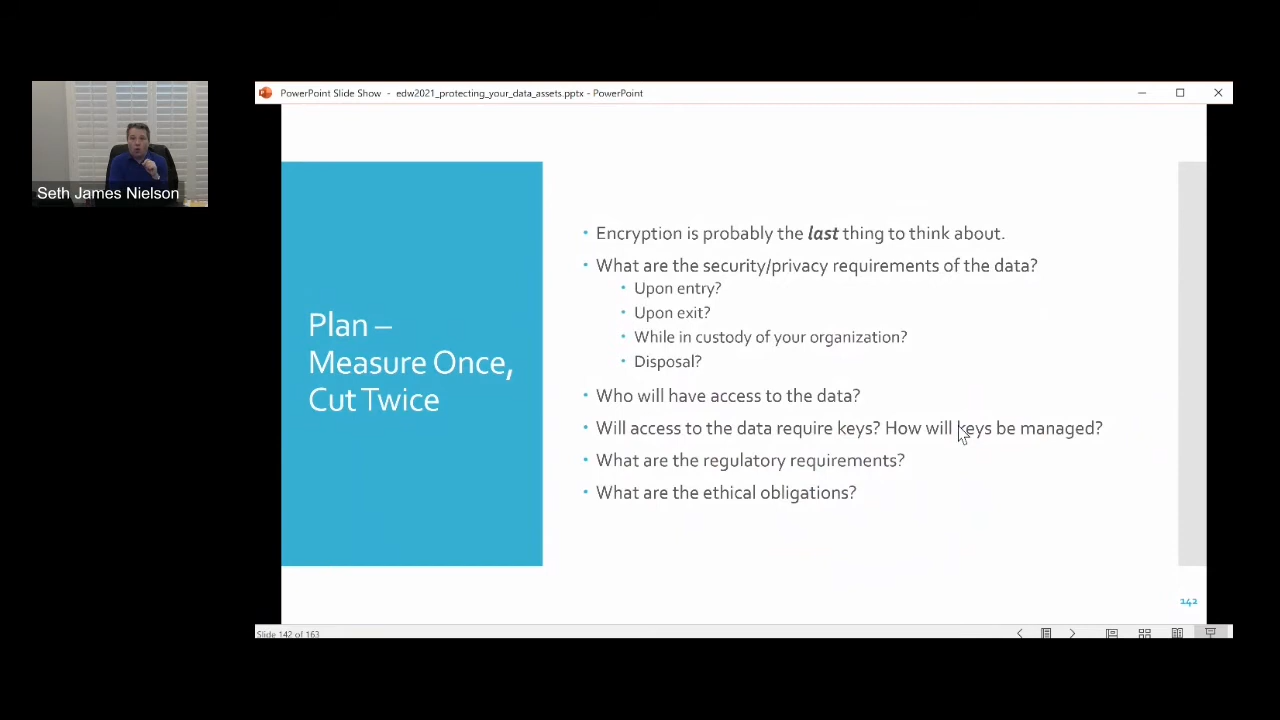 PowerPoint Slide Show - edw2021_protecting_your_data_assets.pptx - PowerPoint
Seth James Nielson
Plan –
Measure Once,
Cut Twice
Encryption is probably the last thing to think about.
What are the security/privacy requirements of the data?
Upon entry?
Upon exit?
While in custody of your organization?
Disposal?
Who will have access to the data?
Will access to the data require keys? How will keys be managed?
What are the regulatory requirements?
What are the ethical obligations?
142
Slide 142 of 163